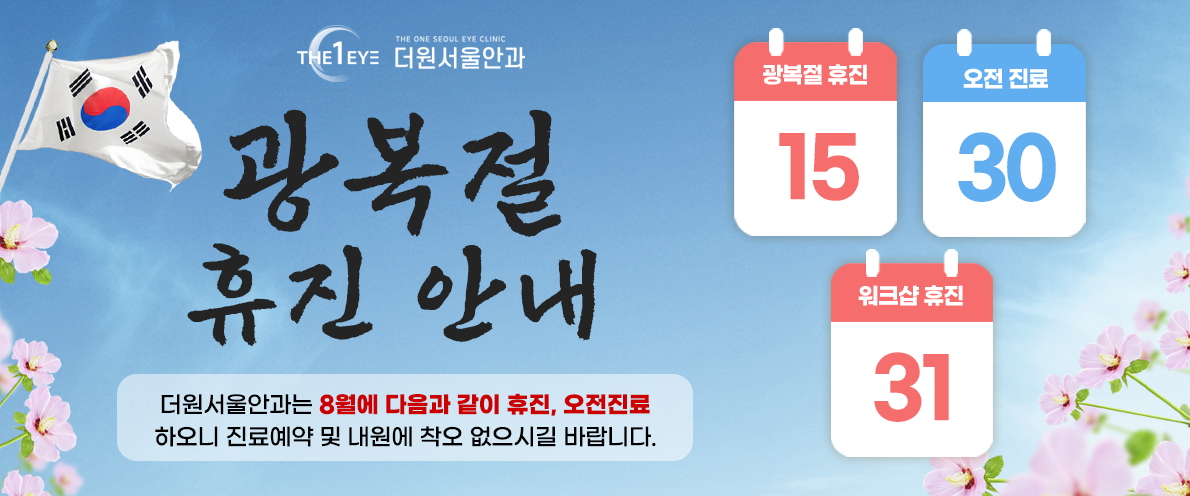 THE1EYE
THE ONE SEOUL EYE CLINIC
더원서울안과
광복절
휴진 안내
더원서울안과는 8월에 다음과 같이 휴진, 오전진료
하오니 진료예약 및 내원에 착오 없으시길 바랍니다.
광복절 휴진
15
오전 진료
30
워크샵 휴진
31